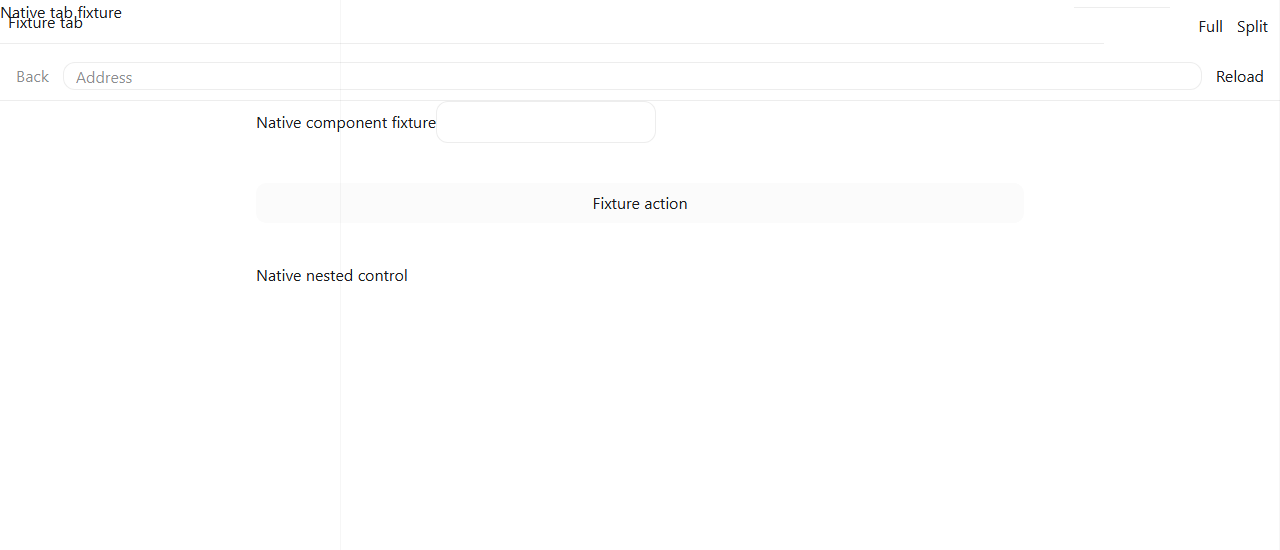 Native tab fixture
Fixture tab
Full Split
Back Address Reload
Native component fixture
Fixture action
Native nested control